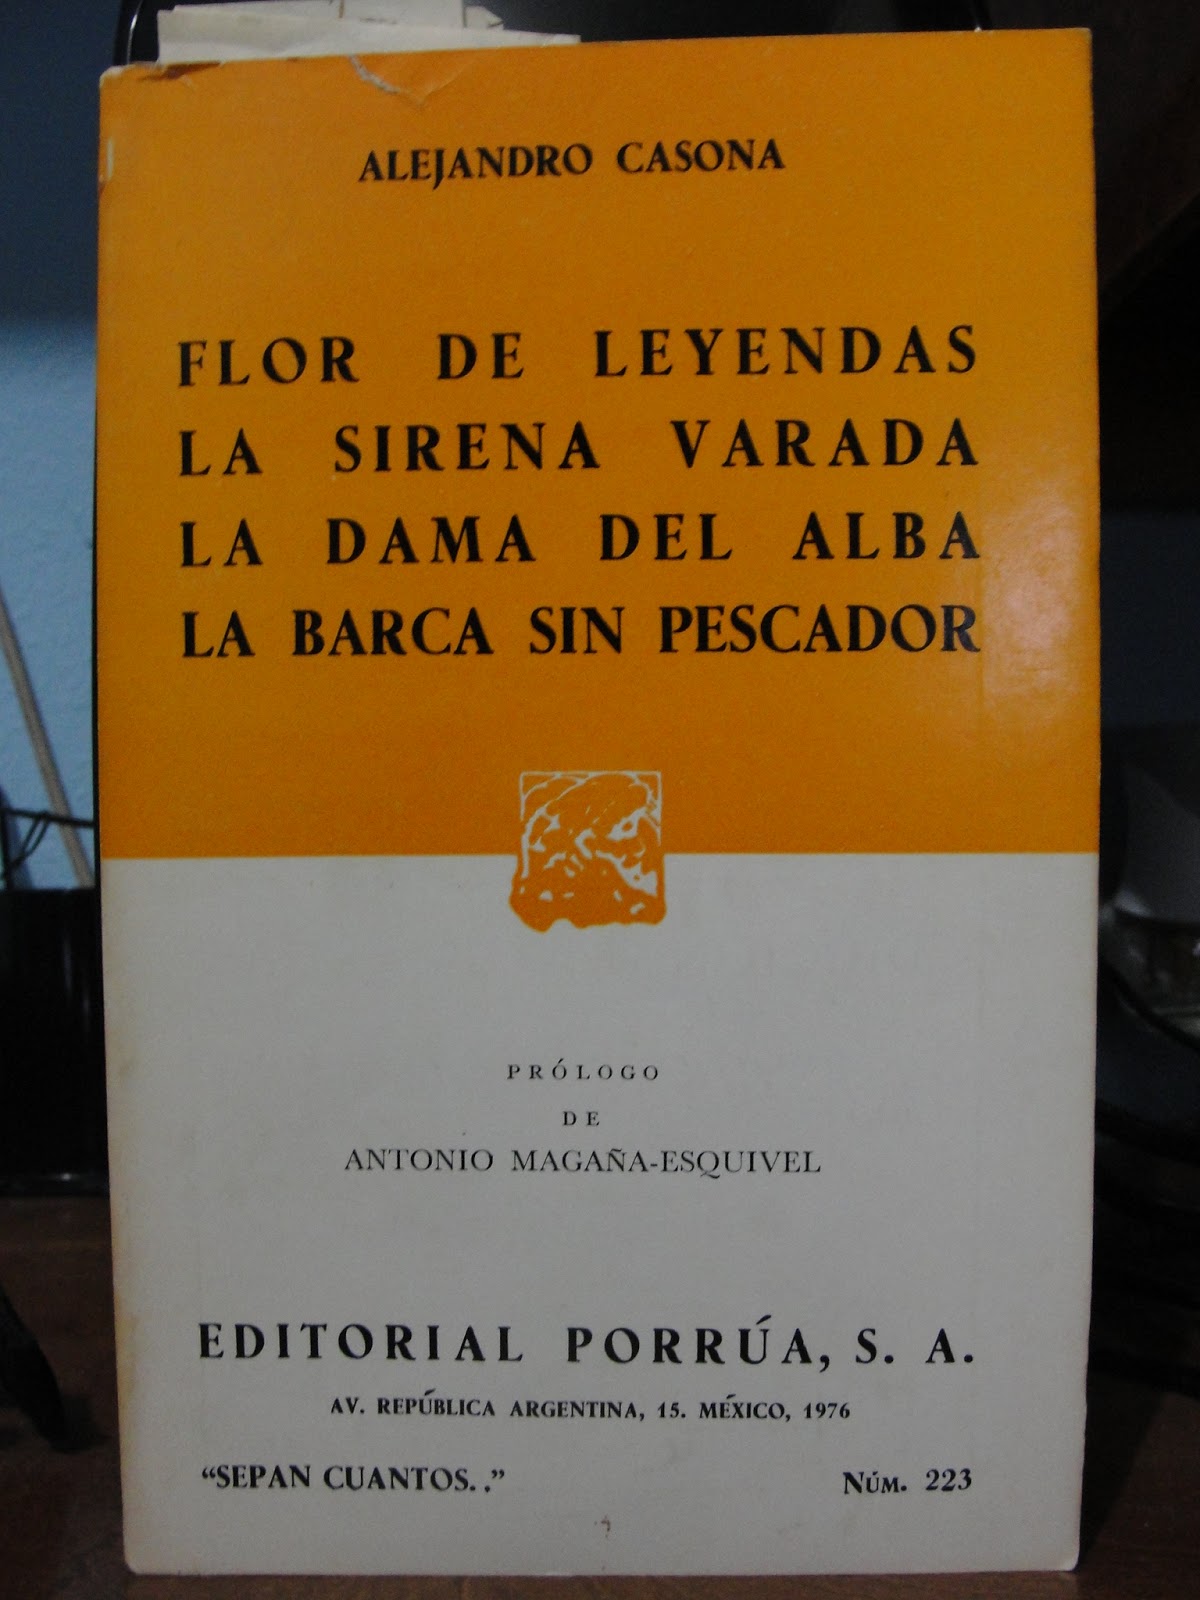 ALEJANDRO CASONA
FLOR DE LEYENDAS
LA SIRENA VARADA
LA DAMA DEL ALBA
LA BARCA SIN PESCADOR
PRÓLOGO
DE
ANTONIO MAGAÑA-ESQUIVEL
EDITORIAL PORRÚA, S. A.
AV. REPÚBLICA ARGENTINA, 15. MÉXICO, 1976
“SEPAN CUANTOS..” NÚM. 223